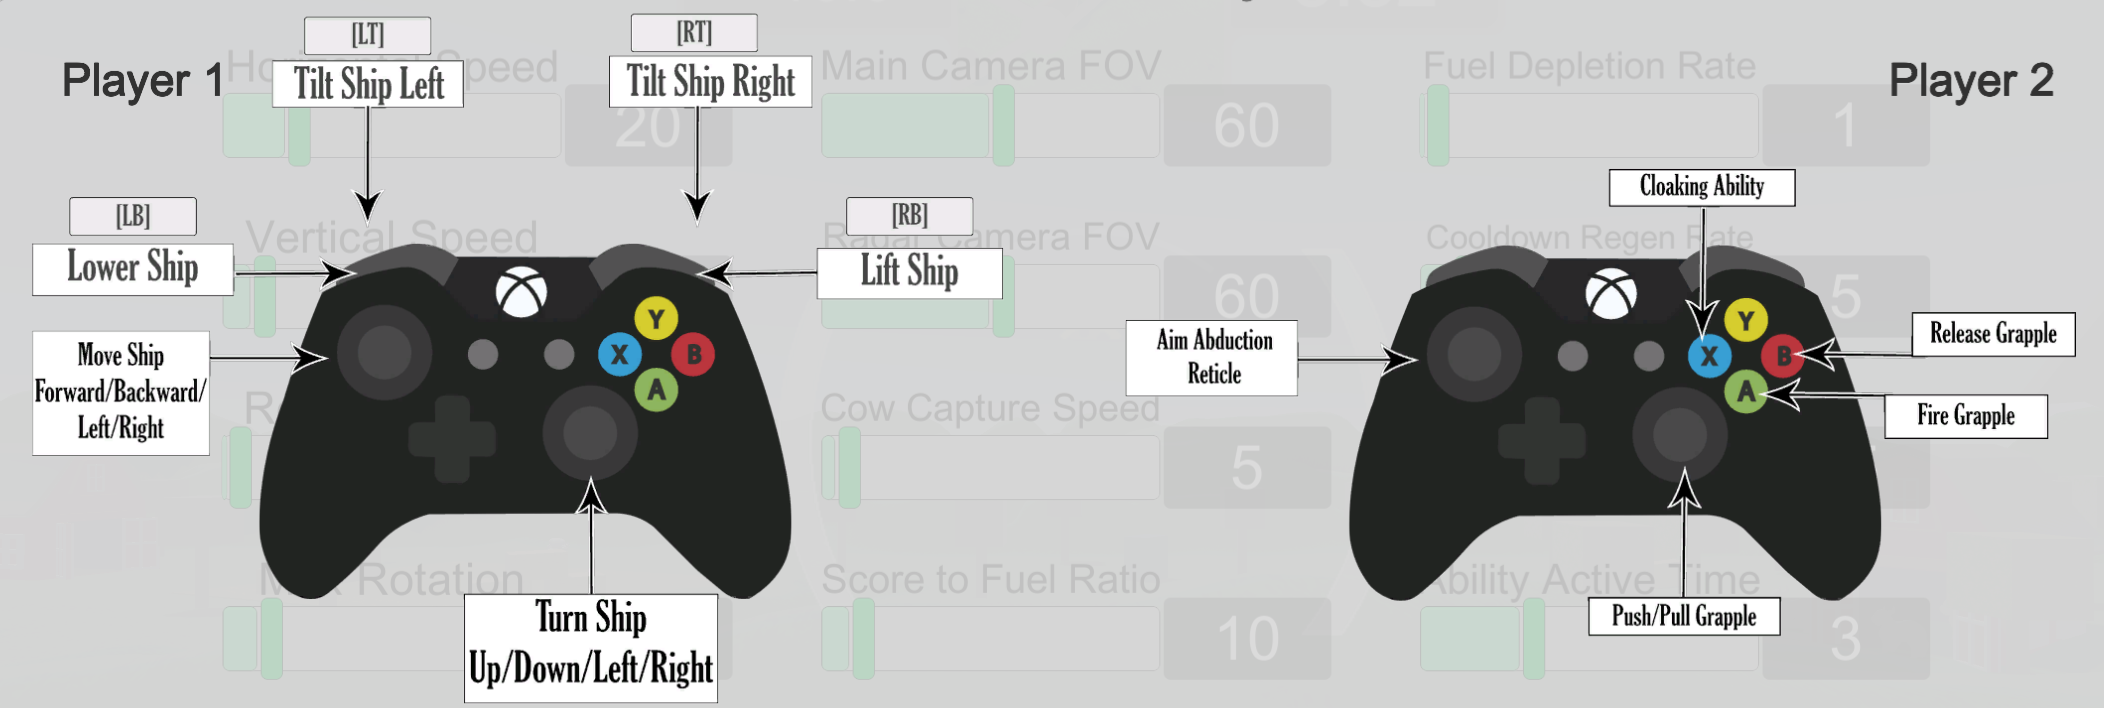 [LT]
[RT]
Player 1
Horizontal Speed
Tilt Ship Left
Tilt Ship Right
Main Camera FOV
Fuel Depletion Rate
Player 2
20
60
1
Cloaking Ability
[LB]
[RB]
Vertical Speed
Radar Camera FOV
Cooldown Regen Rate
Lower Ship
Lift Ship
60
5
Y
X
B
A
Y
X
B
A
Move Ship
Forward/Backward/
Left/Right
Aim Abduction
Reticle
Release Grapple
Fire Grapple
Cow Capture Speed
5
Rotation
Score to Fuel Ratio
Ability Active Time
Turn Ship
Up/Down/Left/Right
Push/Pull Grapple
10
3